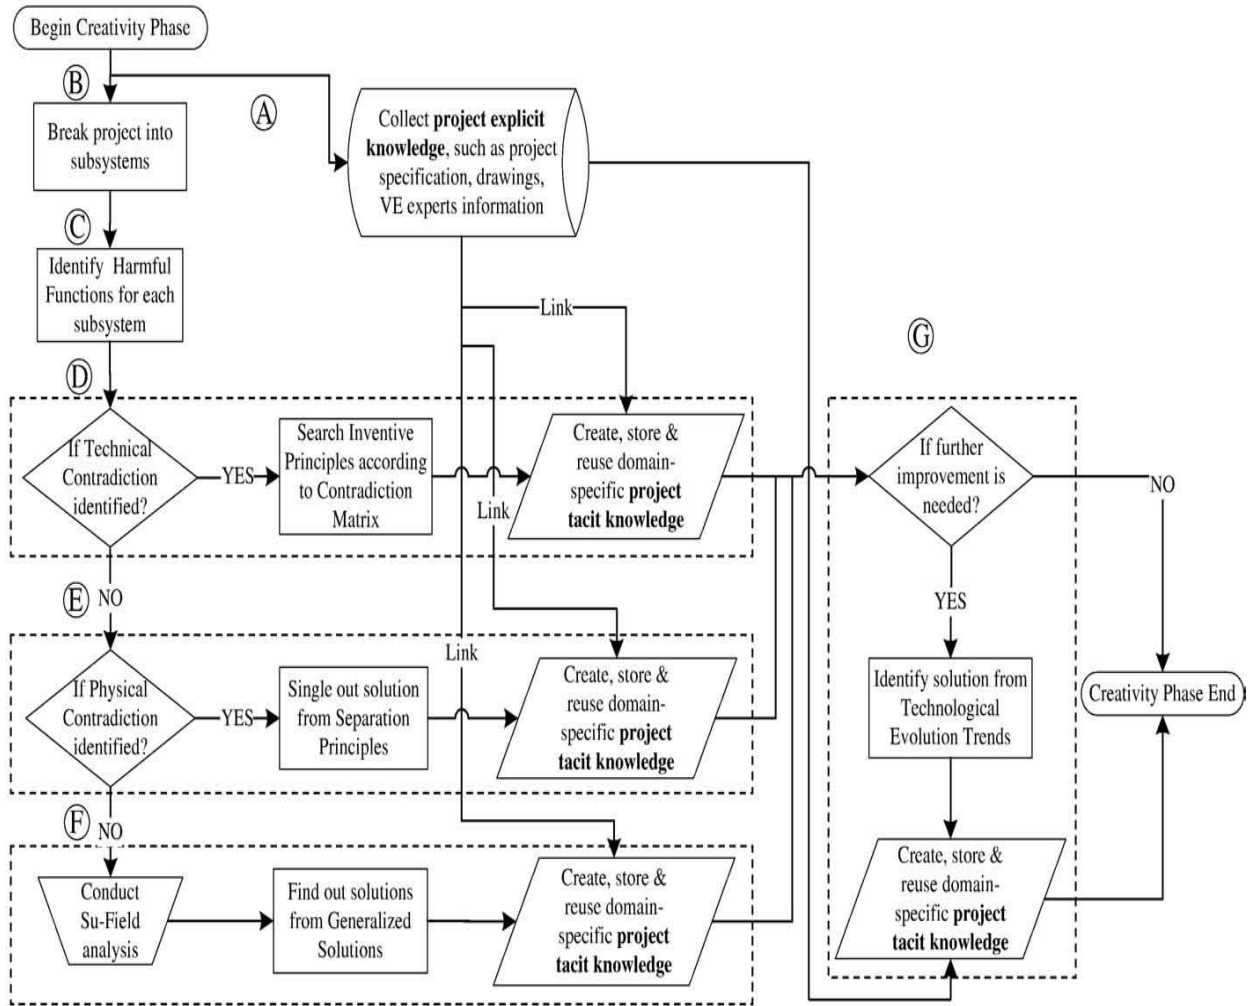 Begin Creativity Phase
B
A
Break project into
subsystems
Collect project explicit
knowledge, such as project
specification, drawings,
VE experts information
C
Identify Harmful
Functions for each
subsystem
Link
G
D
If Technical
Contradiction
identified?
YES
Search Inventive
Principles according
to Contradiction
Matrix
Link
Create, store &
reuse domain-
specific project
tacit knowledge
If further
improvement is
needed?
NO
YES
E
NO
If Physical
Contradiction
identified?
YES
Single out solution
from Separation
Principles
Link
Create, store &
reuse domain-
specific project
tacit knowledge
Identify solution from
Technological
Evolution Trends
Creativity Phase End
F
NO
Conduct
Su-Field
analysis
Find out solutions
from Generalized
Solutions
Create, store &
reuse domain-
specific project
tacit knowledge
Create, store &
reuse domain-
specific project
tacit knowledge